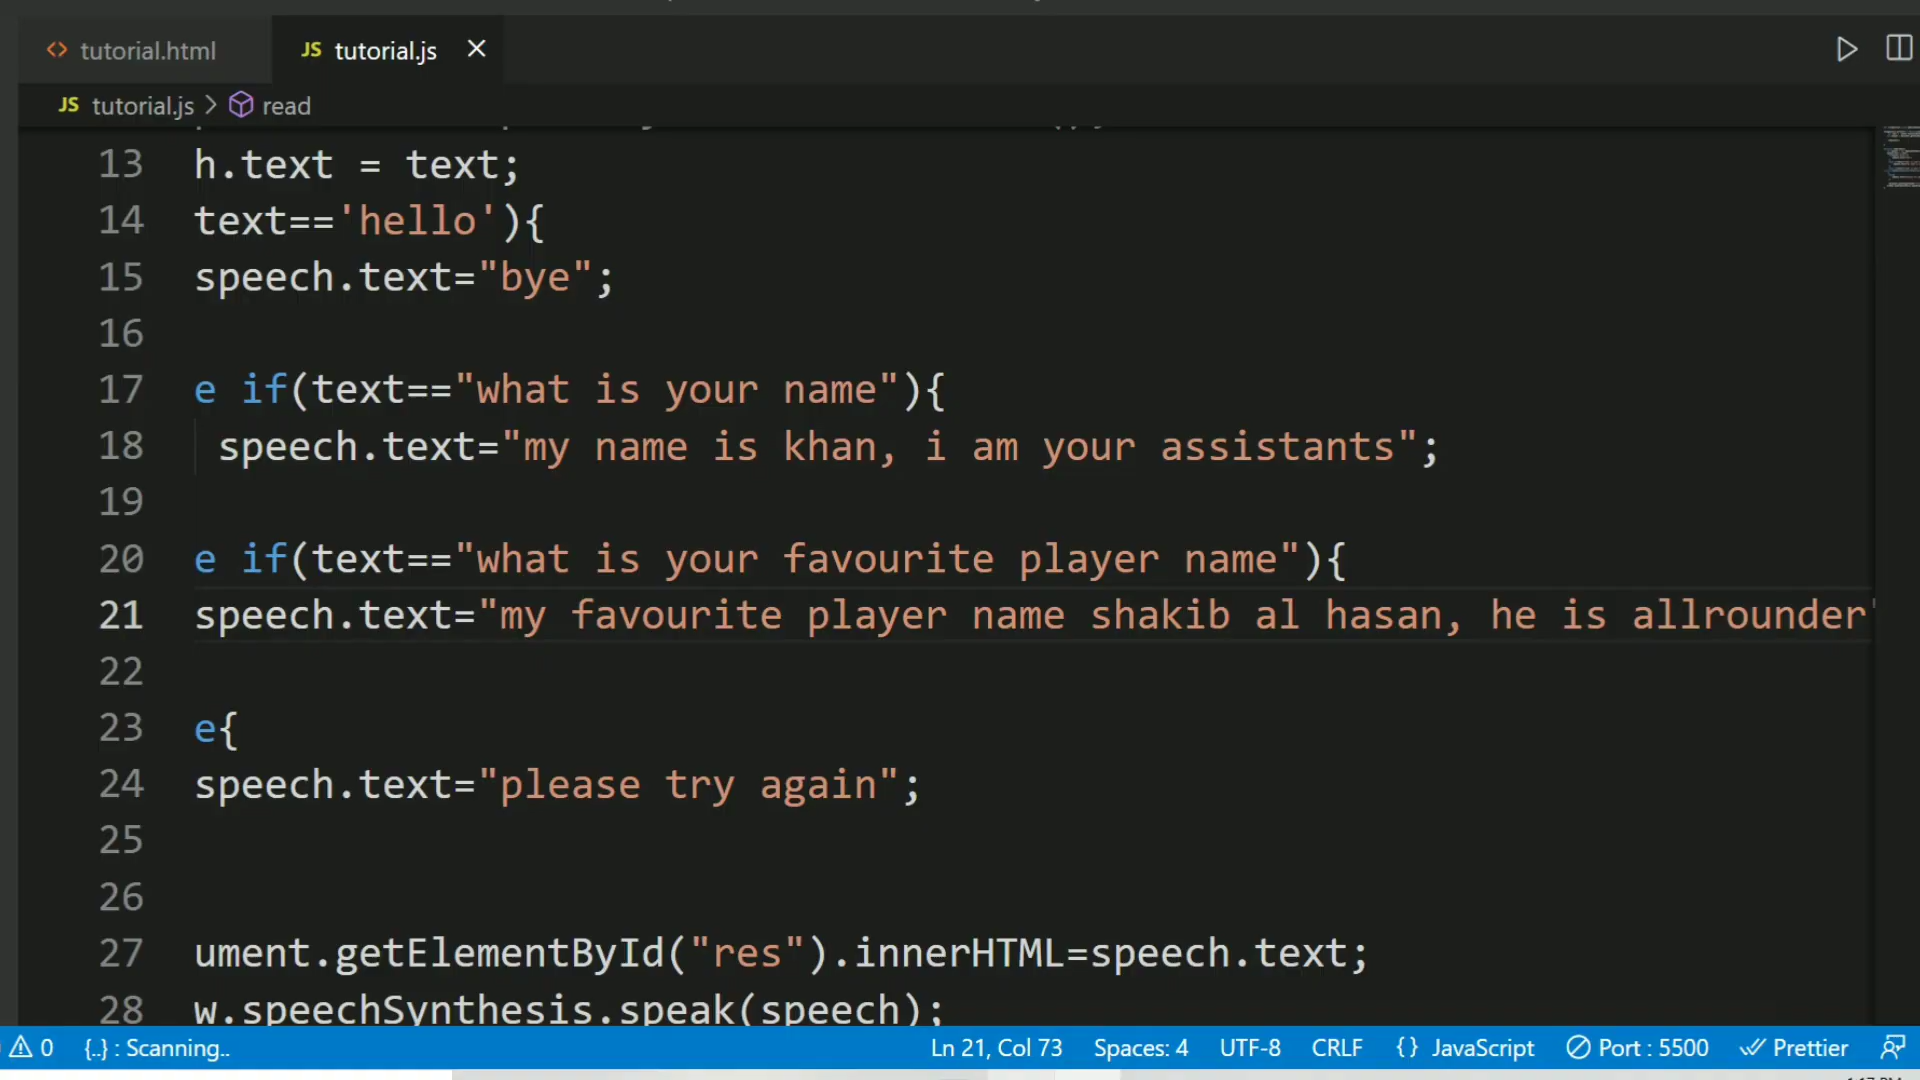 tutorial.html
JS tutorial.js
JS tutorial.js > read
13 h.text = text;
14 text=='hello'){
15 speech.text="bye";
16
17 e if(text=="what is your name"){
18 speech.text="my name is khan, i am your assistants";
19
20 e if(text=="what is your favourite player name"){
21 speech.text="my favourite player name shakib al hasan, he is allrounder
22
23 e{
24 speech.text="please try again";
25
26
27 ument.getElementById("res").innerHTML=speech.text;
28 w.speechSynthesis.speak(speech);
0 {..} : Scanning.. Ln 21, Col 73 Spaces: 4 UTF-8 CRLF {} JavaScript Port : 5500 Prettier